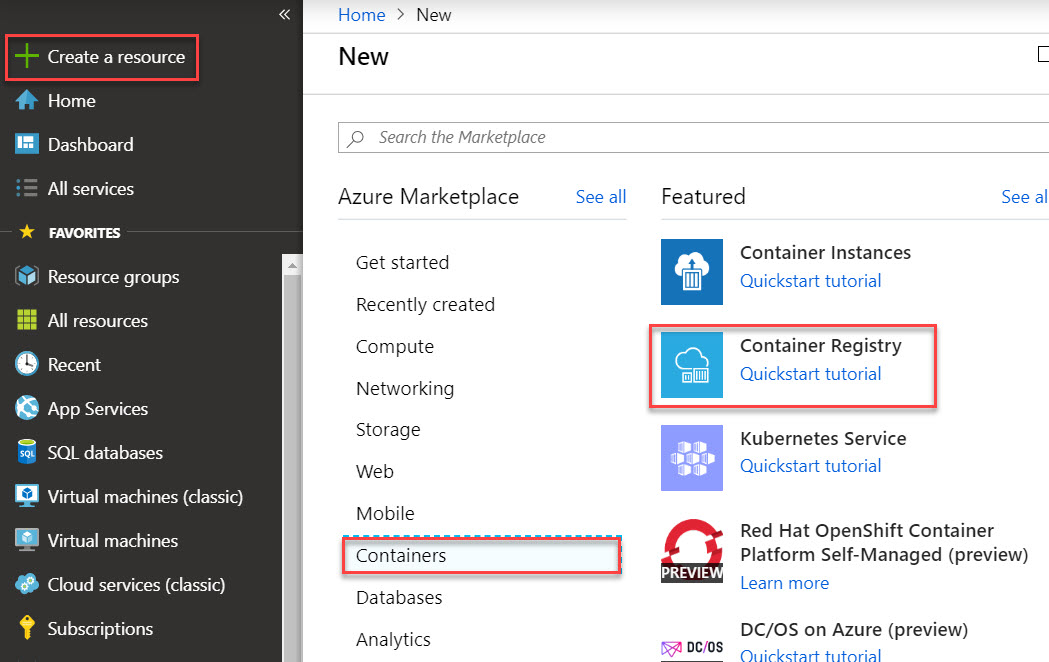 «
Create a resource
Home
Dashboard
All services
FAVORITES
Resource groups
All resources
Recent
App Services
SQL
SQL databases
Virtual machines (classic)
Virtual machines
Cloud services (classic)
Subscriptions
Home > New
New
Search the Marketplace
Azure Marketplace
See all
Get started
Recently created
Compute
Networking
Storage
Web
Mobile
Containers
Databases
Analytics
Featured
See al
Container Instances
Quickstart tutorial
Container Registry
Quickstart tutorial
Kubernetes Service
Quickstart tutorial
Red Hat OpenShift Container
Platform Self-Managed (preview)
PREVIEW
Learn more
DC/OS on Azure (preview)
DC/OS
Quickstart tutorial